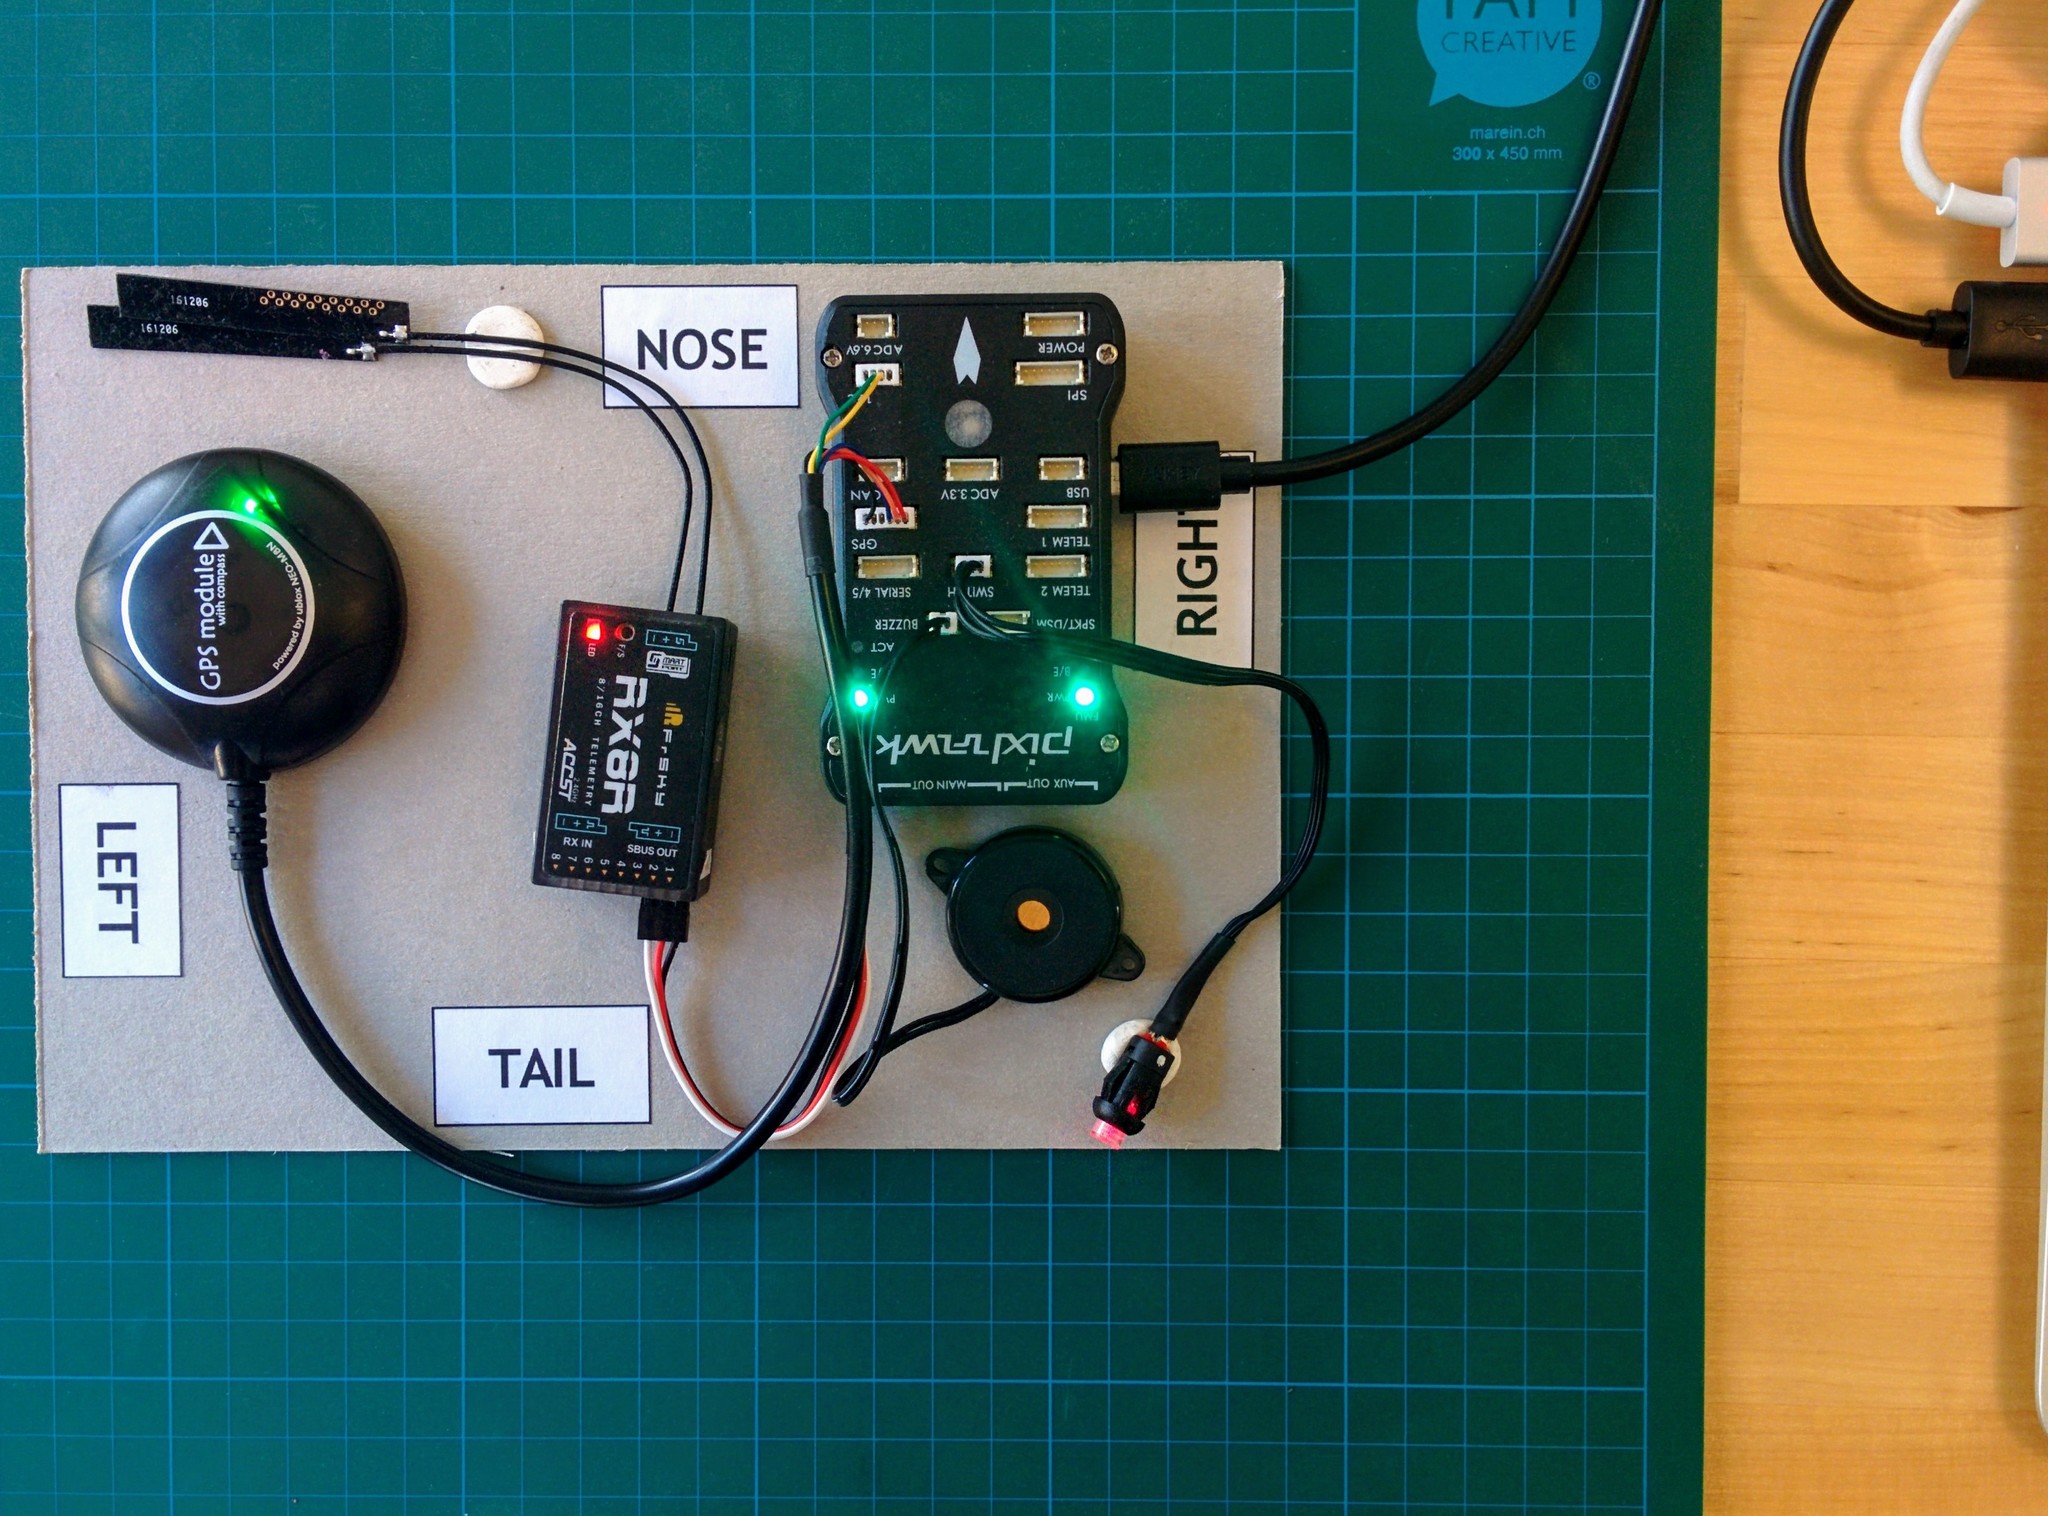 CREATIVE
®
marein.ch
300 x 450 mm
161206
161206
NOSE
ADC 6.6V
POWER
SPI
CAN
ADC 3.3V
USB
GPS
TELEM 1
SERIAL 4/5
TELEM 2
BUZZER
SPKT/DSM
ACT
B/E
PWR
AUX OUT
MAIN OUT
RIGHT
GPS module
with compass
powered by ublox NEO-M8N
LED
F/S
SMART
PORT
FrSky
RX8R
8/16CH TELEMETRY
ACCST
2.4GHz
RX IN
SBUS OUT
8 7 6 5 4 3 2 1
LEFT
TAIL